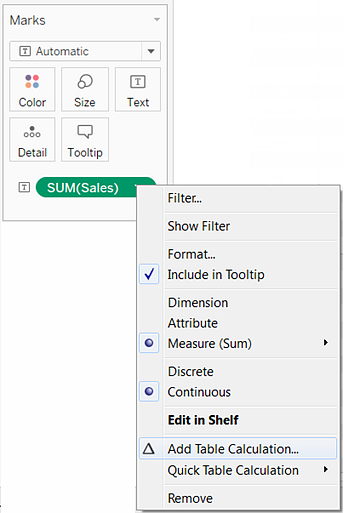 Marks
T Automatic
Color Size Text
Detail Tooltip
T SUM(Sales)
Filter...
Show Filter
Format...
Include in Tooltip
Dimension
Attribute
Measure (Sum)
Discrete
Continuous
Edit in Shelf
Add Table Calculation...
Quick Table Calculation
Remove